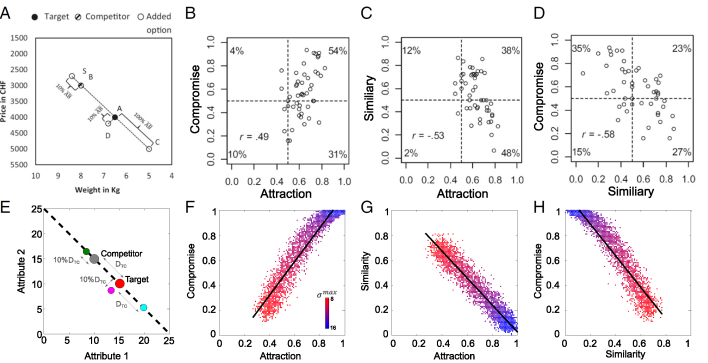 A
Target Competitor Added option
1500
2000
2500
3000
3500
4000
4500
5000
5500
Price in CHF
S
B
A
D
C
10% AB
10% AB
100% AB
10 9 8 7 6 5 4
Weight in Kg
B
4% 54%
r = .49
10% 31%
0.0 0.2 0.4 0.6 0.8 1.0
0.0 0.2 0.4 0.6 0.8 1.0
Compromise
Attraction
C
12% 38%
r = -.53
2% 48%
0.0 0.2 0.4 0.6 0.8 1.0
0.0 0.2 0.4 0.6 0.8 1.0
Similiary
Attraction
D
35% 23%
r = -.58
15% 27%
0.0 0.2 0.4 0.6 0.8 1.0
0.0 0.2 0.4 0.6 0.8 1.0
Compromise
Similiary
E
25
20
15
10
5
0
Attribute 2
Competitor
Target
10%DTC
DTC
10%DTC
DTC
0 5 10 15 20 25
Attribute 1
F
1
0.8
0.6
0.4
0.2
0
Compromise
σmax
8
16
0 0.2 0.4 0.6 0.8 1
Attraction
G
1
0.8
0.6
0.4
0.2
0
Similarity
0 0.2 0.4 0.6 0.8 1
Attraction
H
1
0.8
0.6
0.4
0.2
0
Compromise
0 0.2 0.4 0.6 0.8 1
Similarity